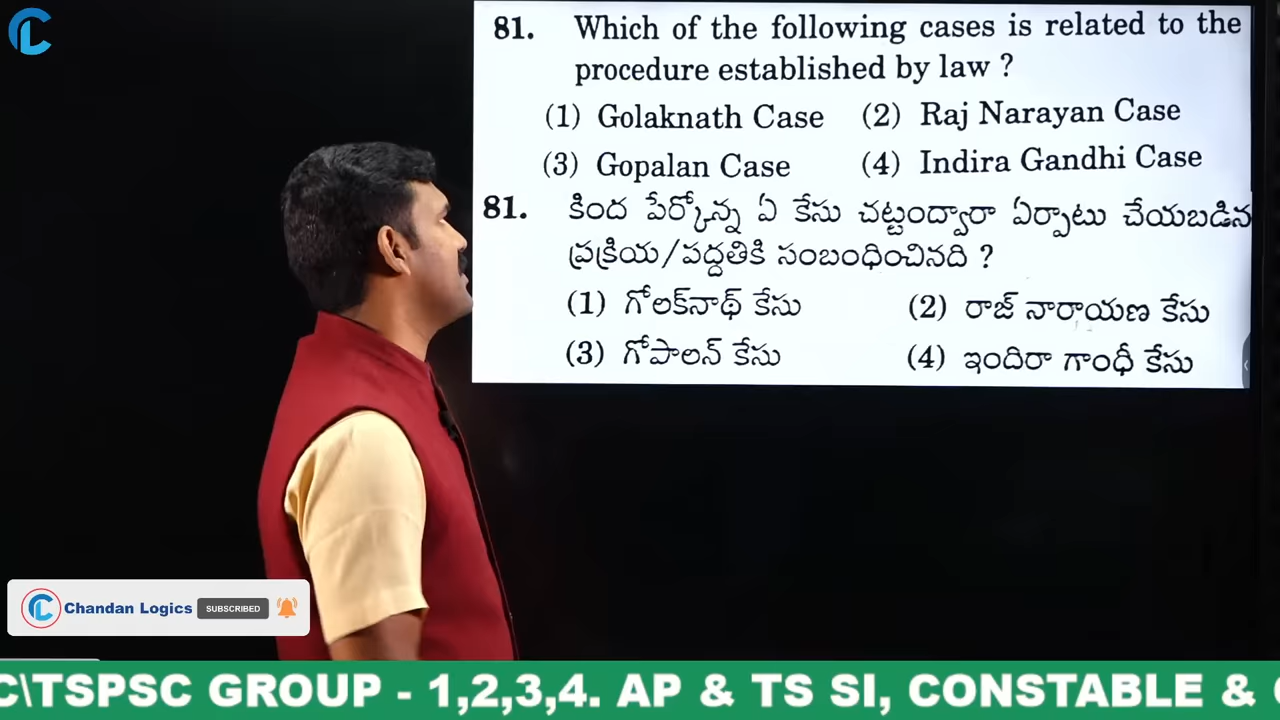 81. Which of the following cases is related to the
procedure established by law ?
(1) Golaknath Case (2) Raj Narayan Case
(3) Gopalan Case (4) Indira Gandhi Case
81. కింద పేర్కోన్న ఏ కేసు చట్టంద్వారా ఏర్పాటు చేయబడిన
ప్రక్రియ/పద్దతికి సంబంధించినది ?
(1) గోలక్‌నాథ్ కేసు (2) రాజ్ నారాయణ కేసు
(3) గోపాలన్ కేసు (4) ఇందిరా గాంధీ కేసు
Chandan Logics SUBSCRIBED
C\TSPSC GROUP - 1,2,3,4. AP & TS SI, CONSTABLE &